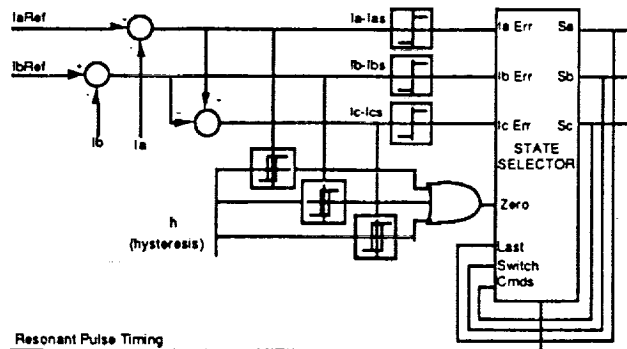 IaRef
Ia-Ias
Ia Err
Sa
IbRef
Ib-Ibs
Ib Err
Sb
Ic-Ics
Ic Err
Sc
Ib
Ia
STATE
SELECTOR
Zero
h
(hysteresis)
Last
Switch
Cmds
Resonant Pulse Timing